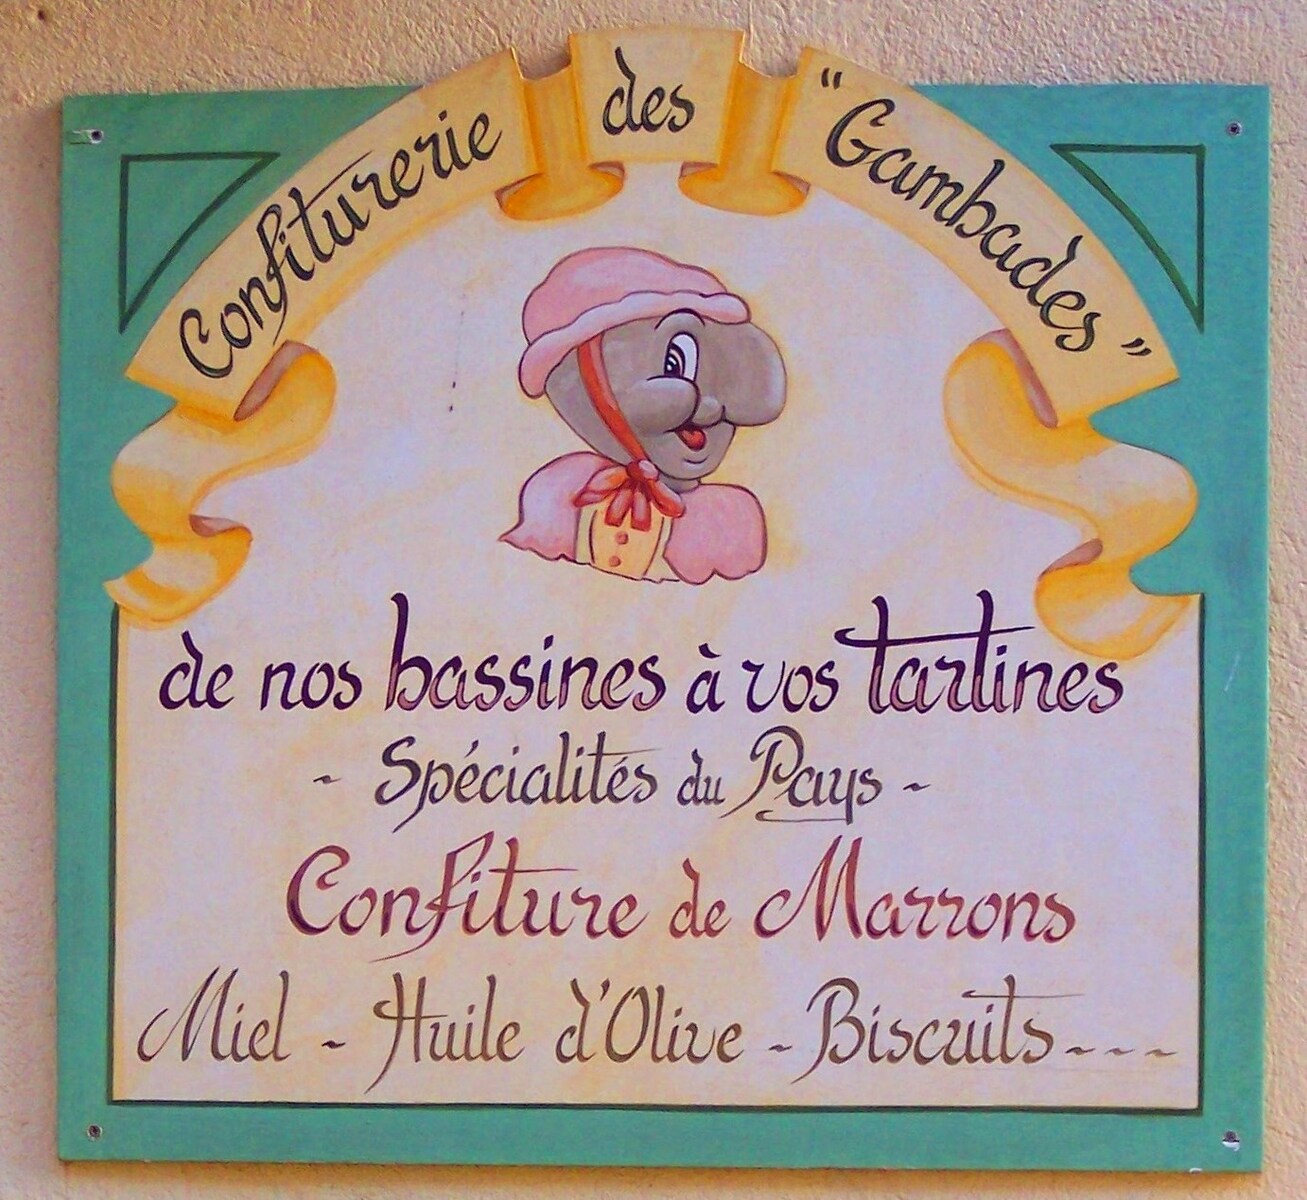 Confiturerie des "Gambades"
de nos bassines à vos tartines
- Spécialités du Pays -
Confiture de Marrons
Miel - Huile d'Olive - Biscuits - - -